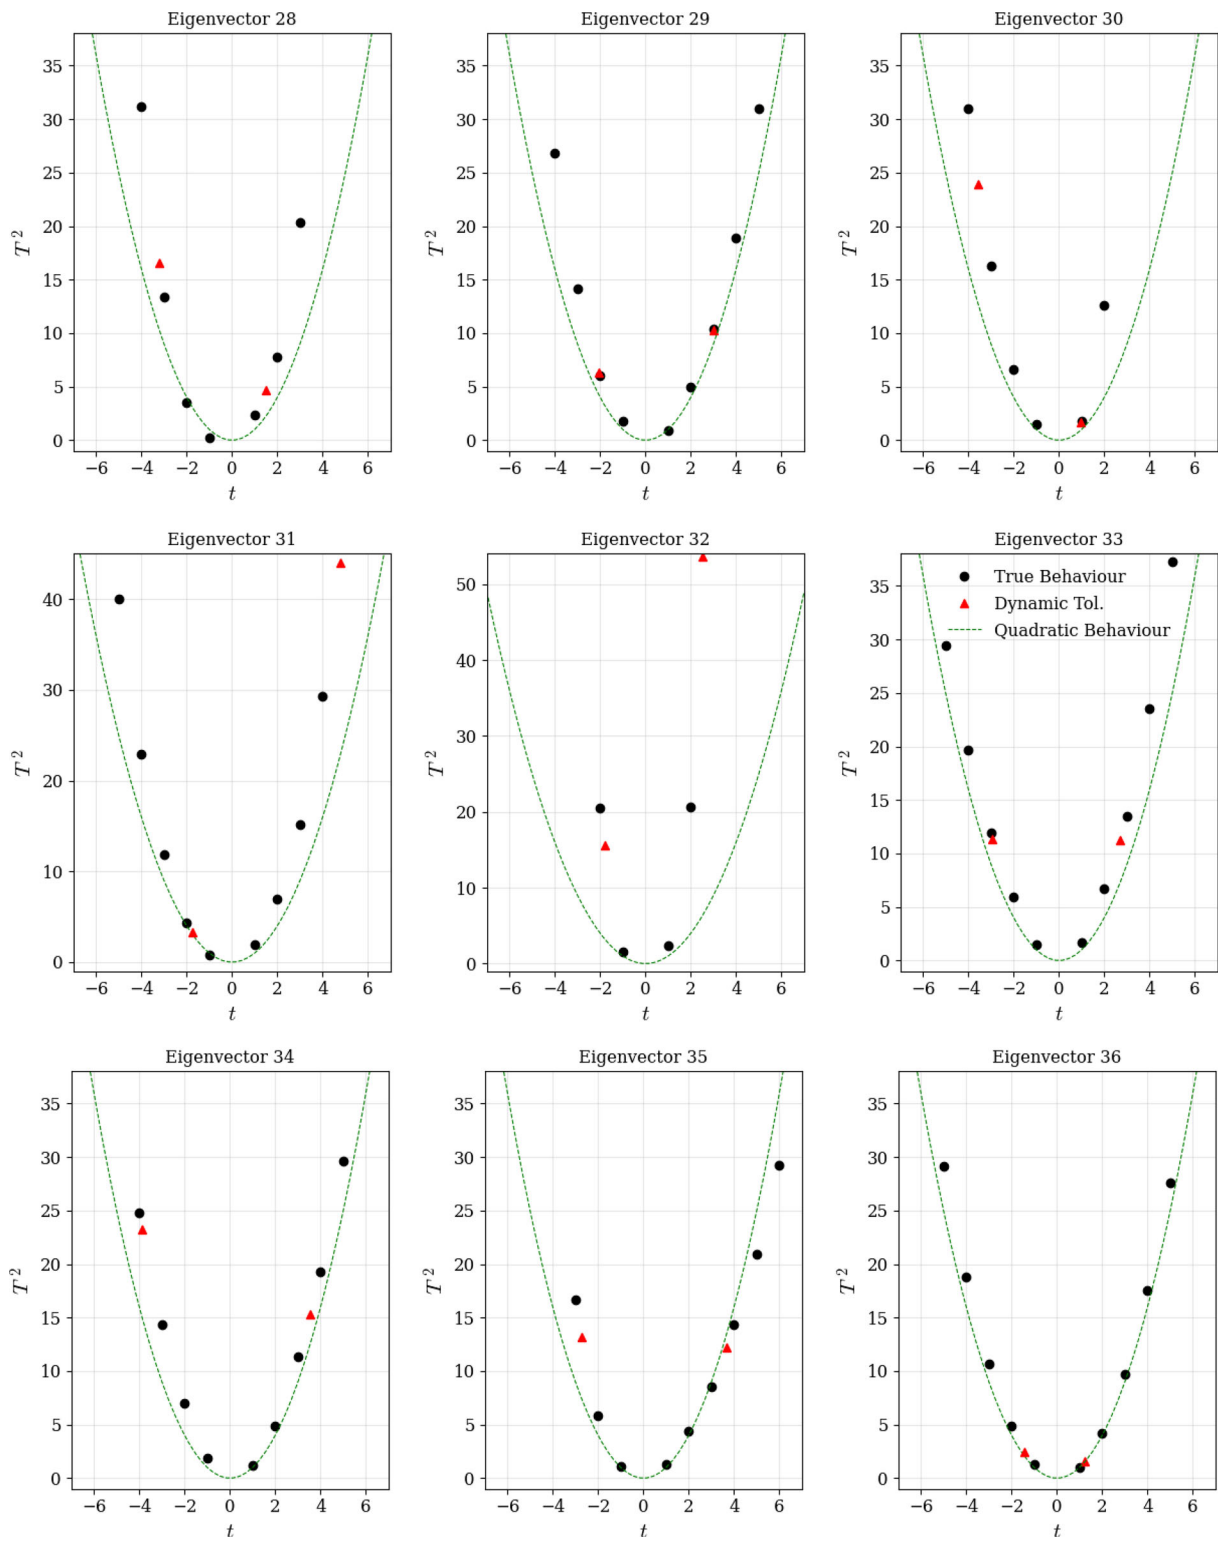 Eigenvector 28 Eigenvector 29 Eigenvector 30
35 35 35
30 30 30
25 25 25
T² 20 T² 20 T² 20
15 15 15
10 10 10
5 5 5
0 0 0
−6 −4 −2 0 2 4 6 −6 −4 −2 0 2 4 6 −6 −4 −2 0 2 4 6
t t t
Eigenvector 31 Eigenvector 32 Eigenvector 33
40 50 35
30 40 30
T² 20 T² 30 T² 25
10 20 20
0 10 15
0 10
5
0
True Behaviour
Dynamic Tol.
Quadratic Behaviour
−6 −4 −2 0 2 4 6 −6 −4 −2 0 2 4 6 −6 −4 −2 0 2 4 6
t t t
Eigenvector 34 Eigenvector 35 Eigenvector 36
35 35 35
30 30 30
25 25 25
T² 20 T² 20 T² 20
15 15 15
10 10 10
5 5 5
0 0 0
−6 −4 −2 0 2 4 6 −6 −4 −2 0 2 4 6 −6 −4 −2 0 2 4 6
t t t